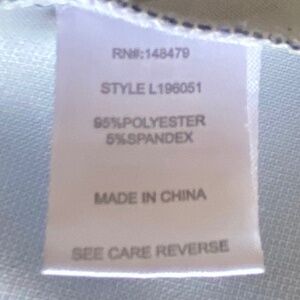 RN#:148479
STYLE L196051
95%POLYESTER
5%SPANDEX
MADE IN CHINA
SEE CARE REVERSE